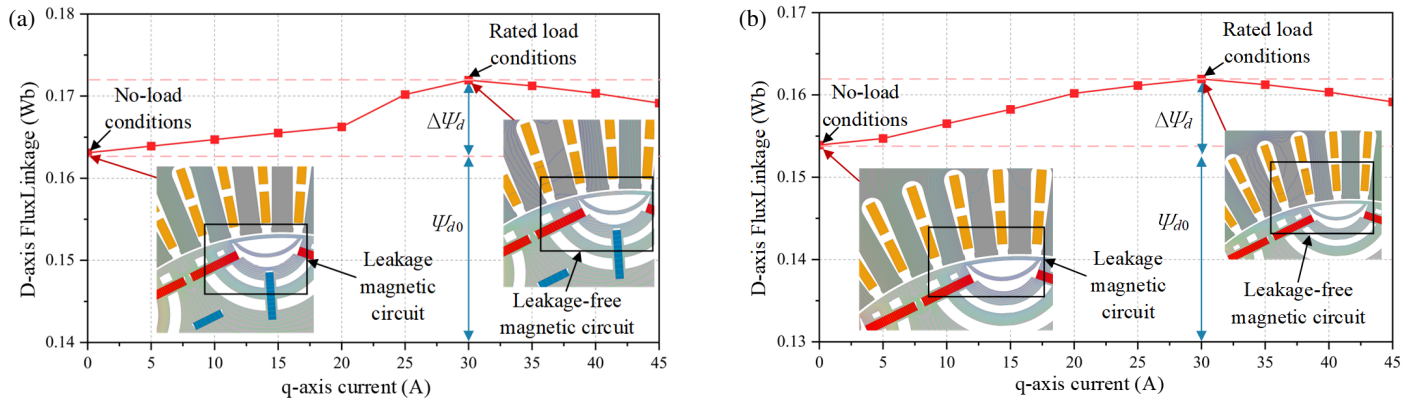 (a)
0.18
0.17
0.16
0.15
0.14
D-axis FluxLinkage (Wb)
No-load
conditions
Rated load
conditions
ΔΨd
Ψd0
Leakage
magnetic
circuit
Leakage-free
magnetic circuit
0 5 10 15 20 25 30 35 40 45
q-axis current (A)
(b)
0.17
0.16
0.15
0.14
0.13
D-axis FluxLinkage (Wb)
No-load
conditions
Rated load
conditions
ΔΨd
Ψd0
Leakage
magnetic
circuit
Leakage-free
magnetic circuit
0 5 10 15 20 25 30 35 40 45
q-axis current (A)